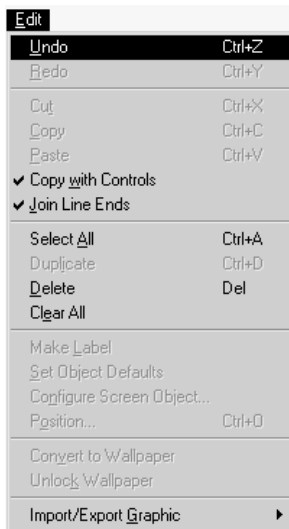 Edit
Undo Ctrl+Z
Redo Ctrl+Y
Cut Ctrl+X
Copy Ctrl+C
Paste Ctrl+V
Copy with Controls
Join Line Ends
Select All Ctrl+A
Duplicate Ctrl+D
Delete Del
Clear All
Make Label
Set Object Defaults
Configure Screen Object...
Position... Ctrl+O
Convert to Wallpaper
Unlock Wallpaper
Import/Export Graphic